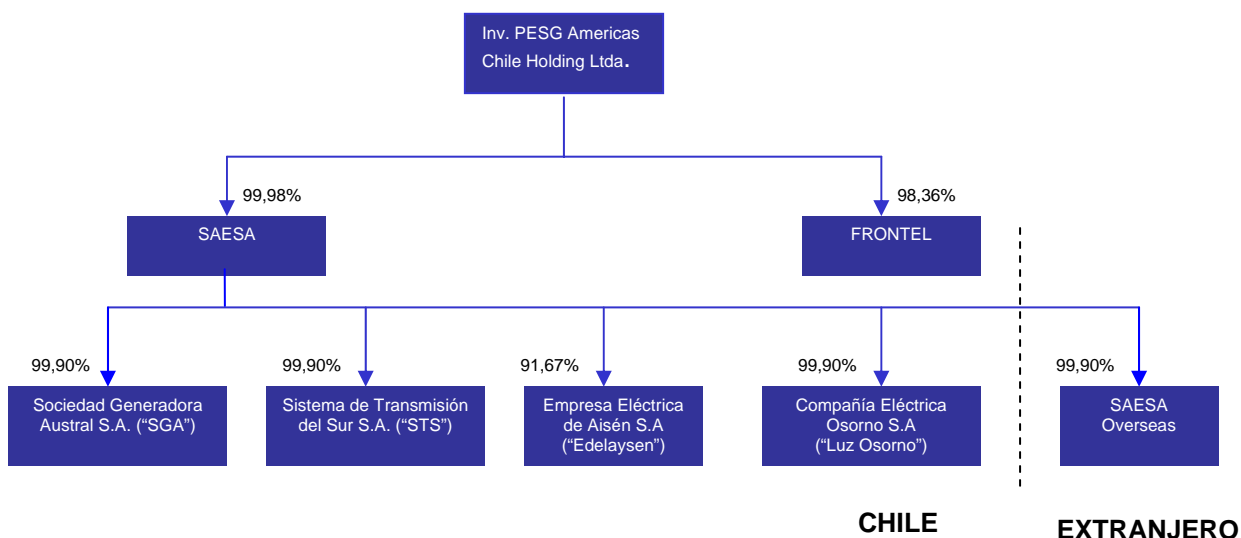 Inv. PESG Americas
Chile Holding Ltda.
99,98%
98,36%
SAESA
FRONTEL
99,90%
99,90%
91,67%
99,90%
99,90%
Sociedad Generadora
Austral S.A. (“SGA”)
Sistema de Transmisión
del Sur S.A. (“STS”)
Empresa Eléctrica
de Aisén S.A
(“Edelaysen”)
Compañía Eléctrica
Osorno S.A
(“Luz Osorno”)
SAESA
Overseas
CHILE
EXTRANJERO